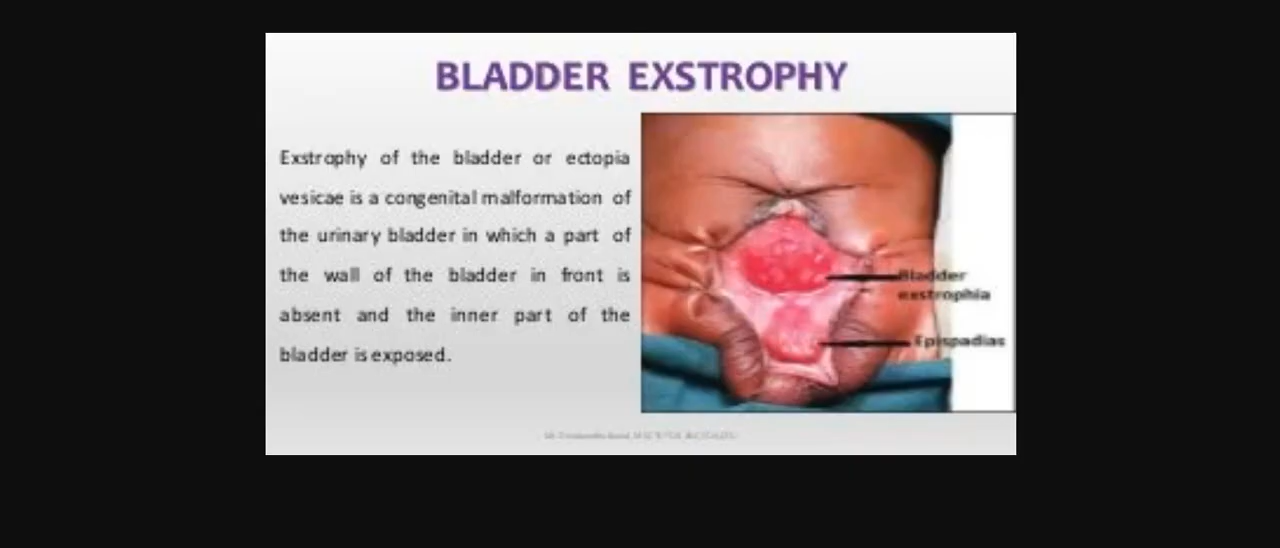 BLADDER EXSTROPHY
Exstrophy of the bladder or ectopia
vesicae is a congenital malformation of
the urinary bladder in which a part of
the wall of the bladder in front is
absent and the inner part of the
bladder is exposed.
Bladder
exstrophia
Epispadias